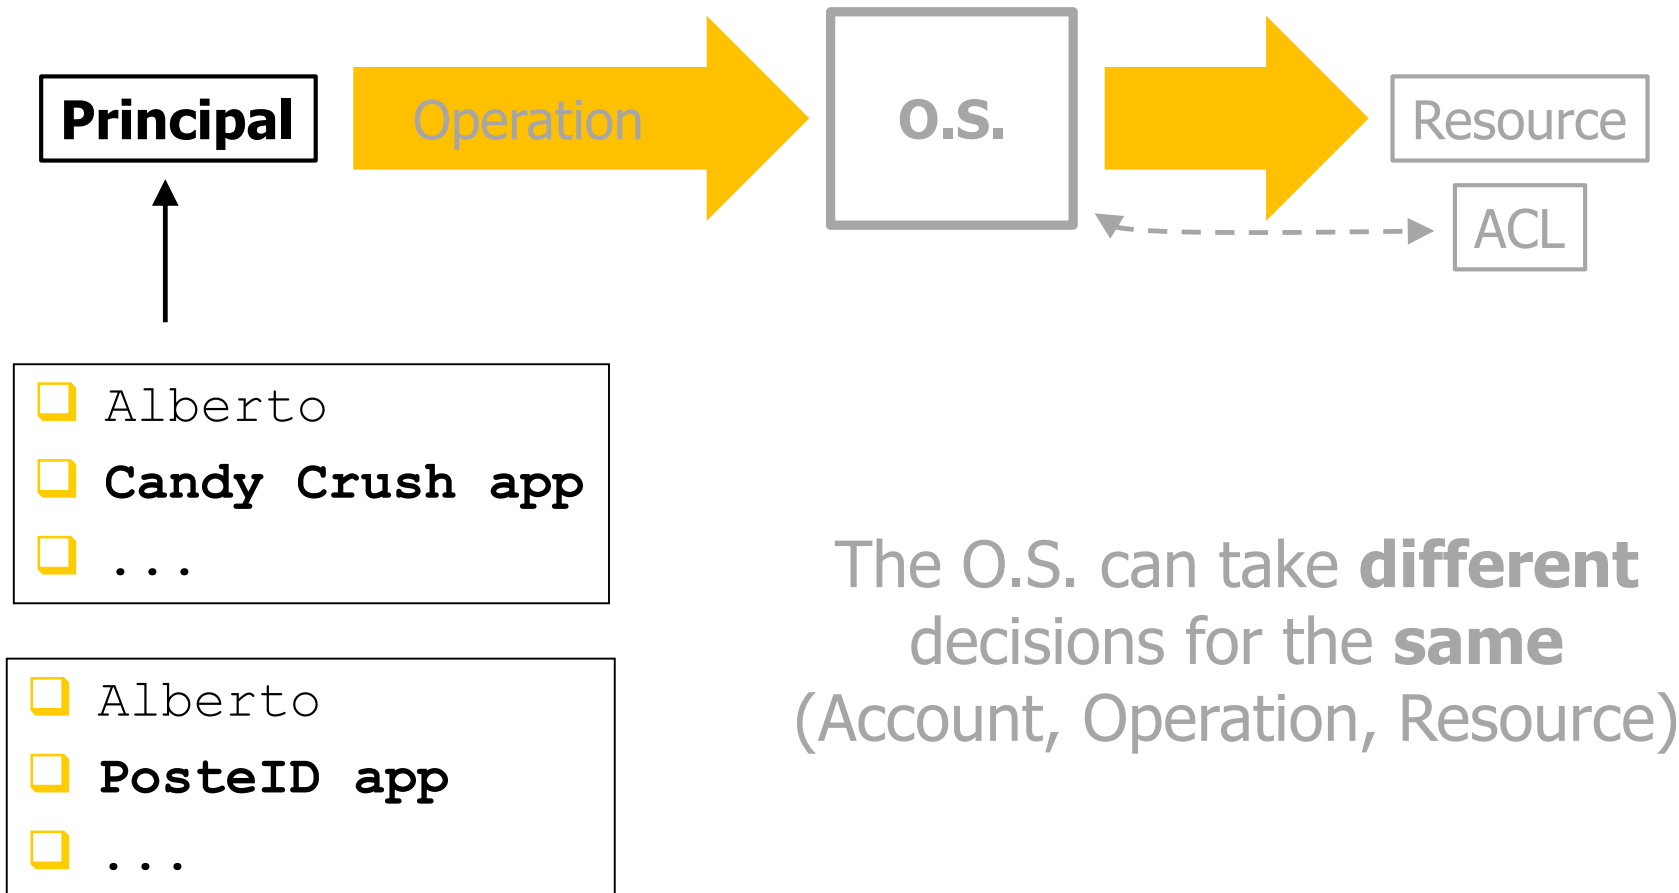 Principal
Operation
O.S.
Resource
ACL
Alberto
Candy Crush app
...
Alberto
PosteID app
...
The O.S. can take different
decisions for the same
(Account, Operation, Resource)